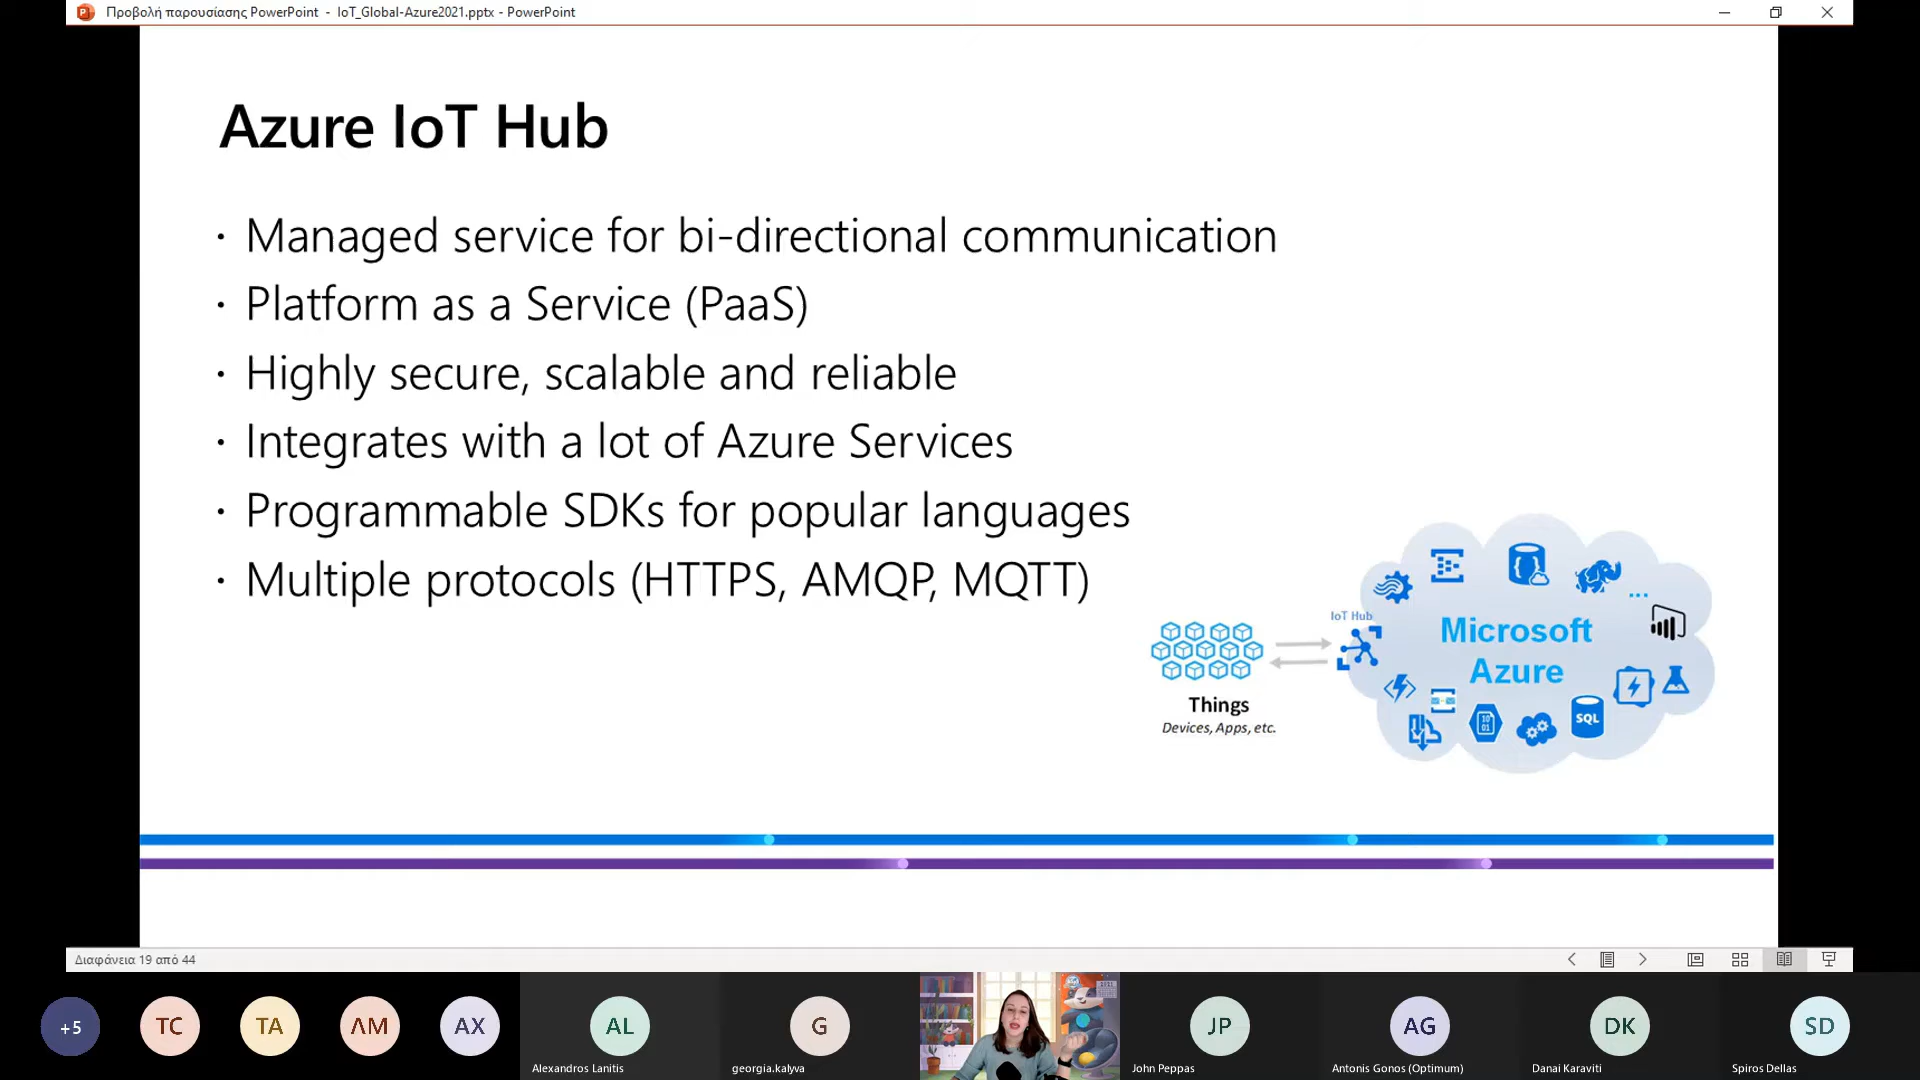 Προβολή παρουσίασης PowerPoint - IoT_Global-Azure2021.pptx - PowerPoint
Azure IoT Hub
· Managed service for bi-directional communication
· Platform as a Service (PaaS)
· Highly secure, scalable and reliable
· Integrates with a lot of Azure Services
· Programmable SDKs for popular languages
· Multiple protocols (HTTPS, AMQP, MQTT)
IoT Hub
Microsoft
Azure
...
SQL
10
01
Things
Devices, Apps, etc.
Διαφάνεια 19 από 44
+5
TC
TA
ΛΜ
AX
AL
G
JP
AG
DK
SD
Alexandros Lanitis
georgia.kalyva
John Peppas
Antonis Gonos (Optimum)
Danai Karaviti
Spiros Dellas